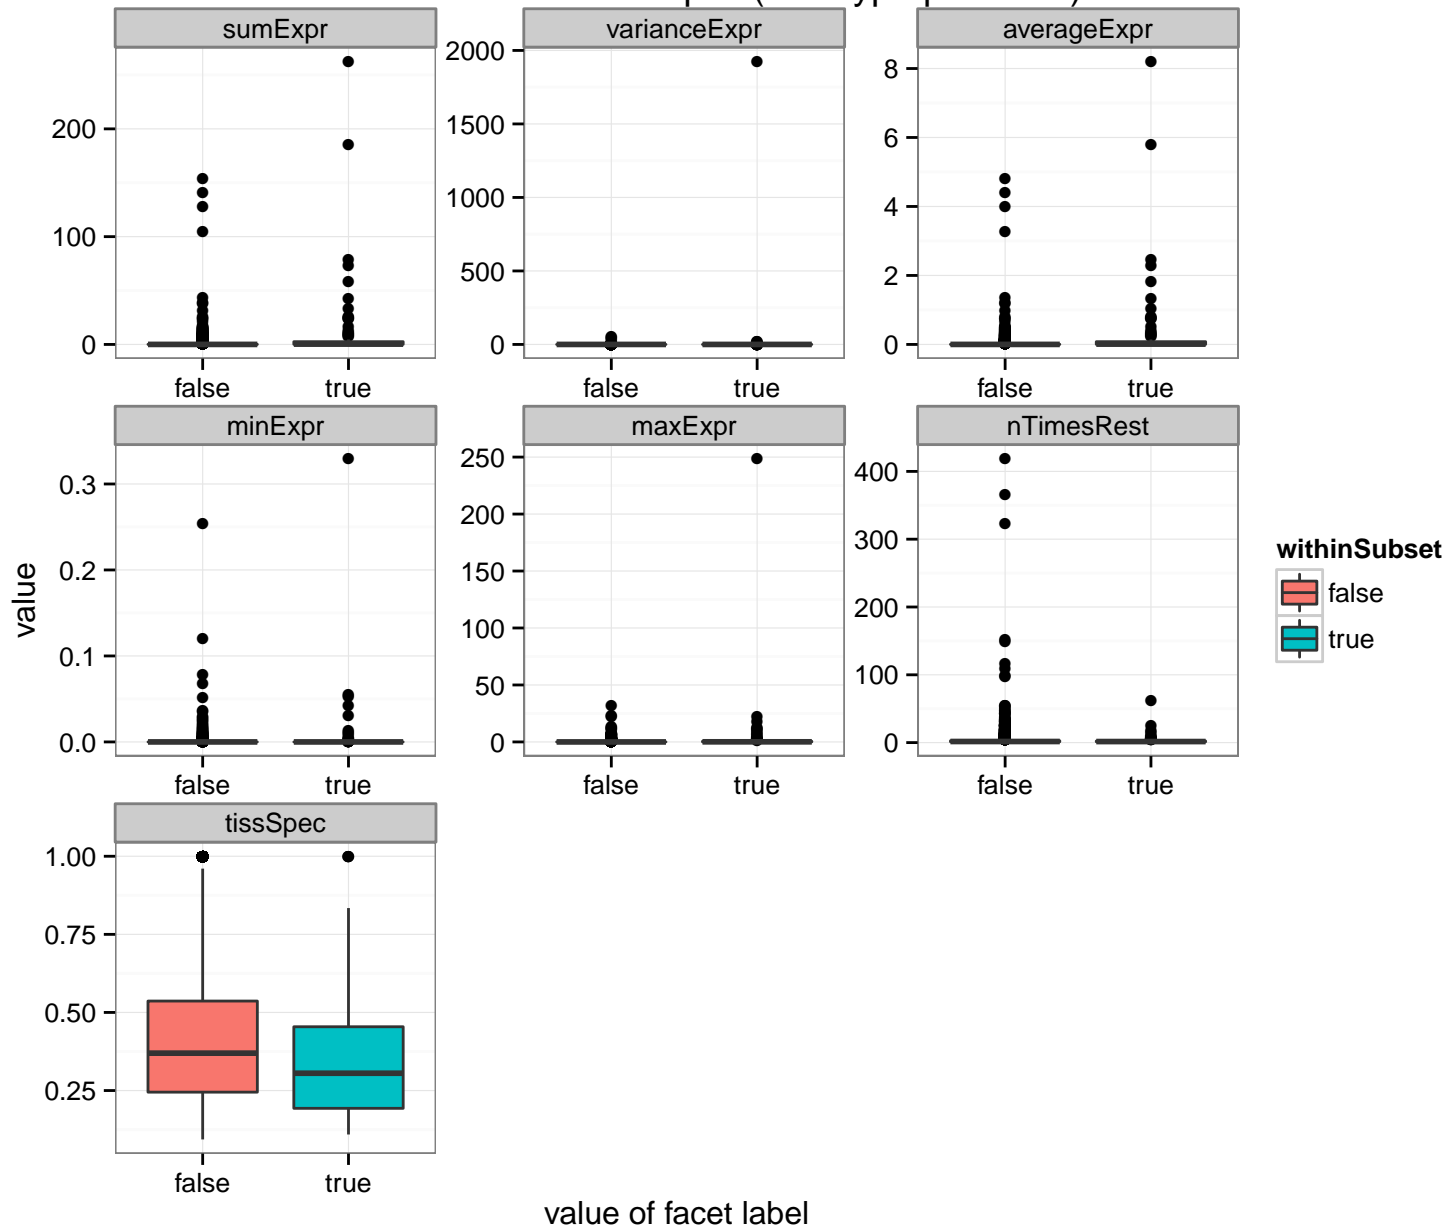 sumExpr varianceExpr averageExpr
2000
1500
1000
500
0
200
100
0
8
6
4
2
0
false true false true false true
minExpr maxExpr nTimesRest
0.3
0.2
0.1
0.0
250
200
150
100
50
0
400
300
200
100
0
value
false true false true false true
withinSubset
false
true
tissSpec
1.00
0.75
0.50
0.25
false true
value of facet label